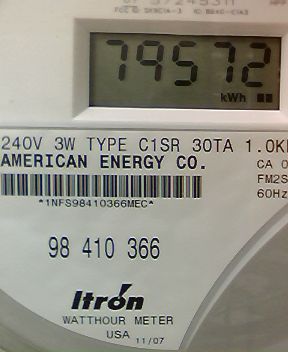 79572
kWh
240V 3W TYPE C1SR 30TA 1.0K
AMERICAN ENERGY CO.
CA 0
FM2S
60Hz
*1NFS98410366MEC*
98 410 366
Itron
WATTHOUR METER
USA 11/07